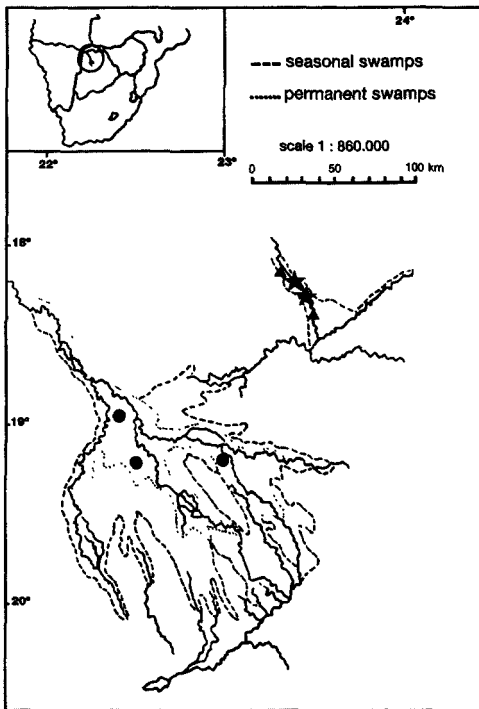 24°
seasonal swamps
permanent swamps
scale 1 : 860.000
22° 23°
0 50 100 km
18°
19°
20°